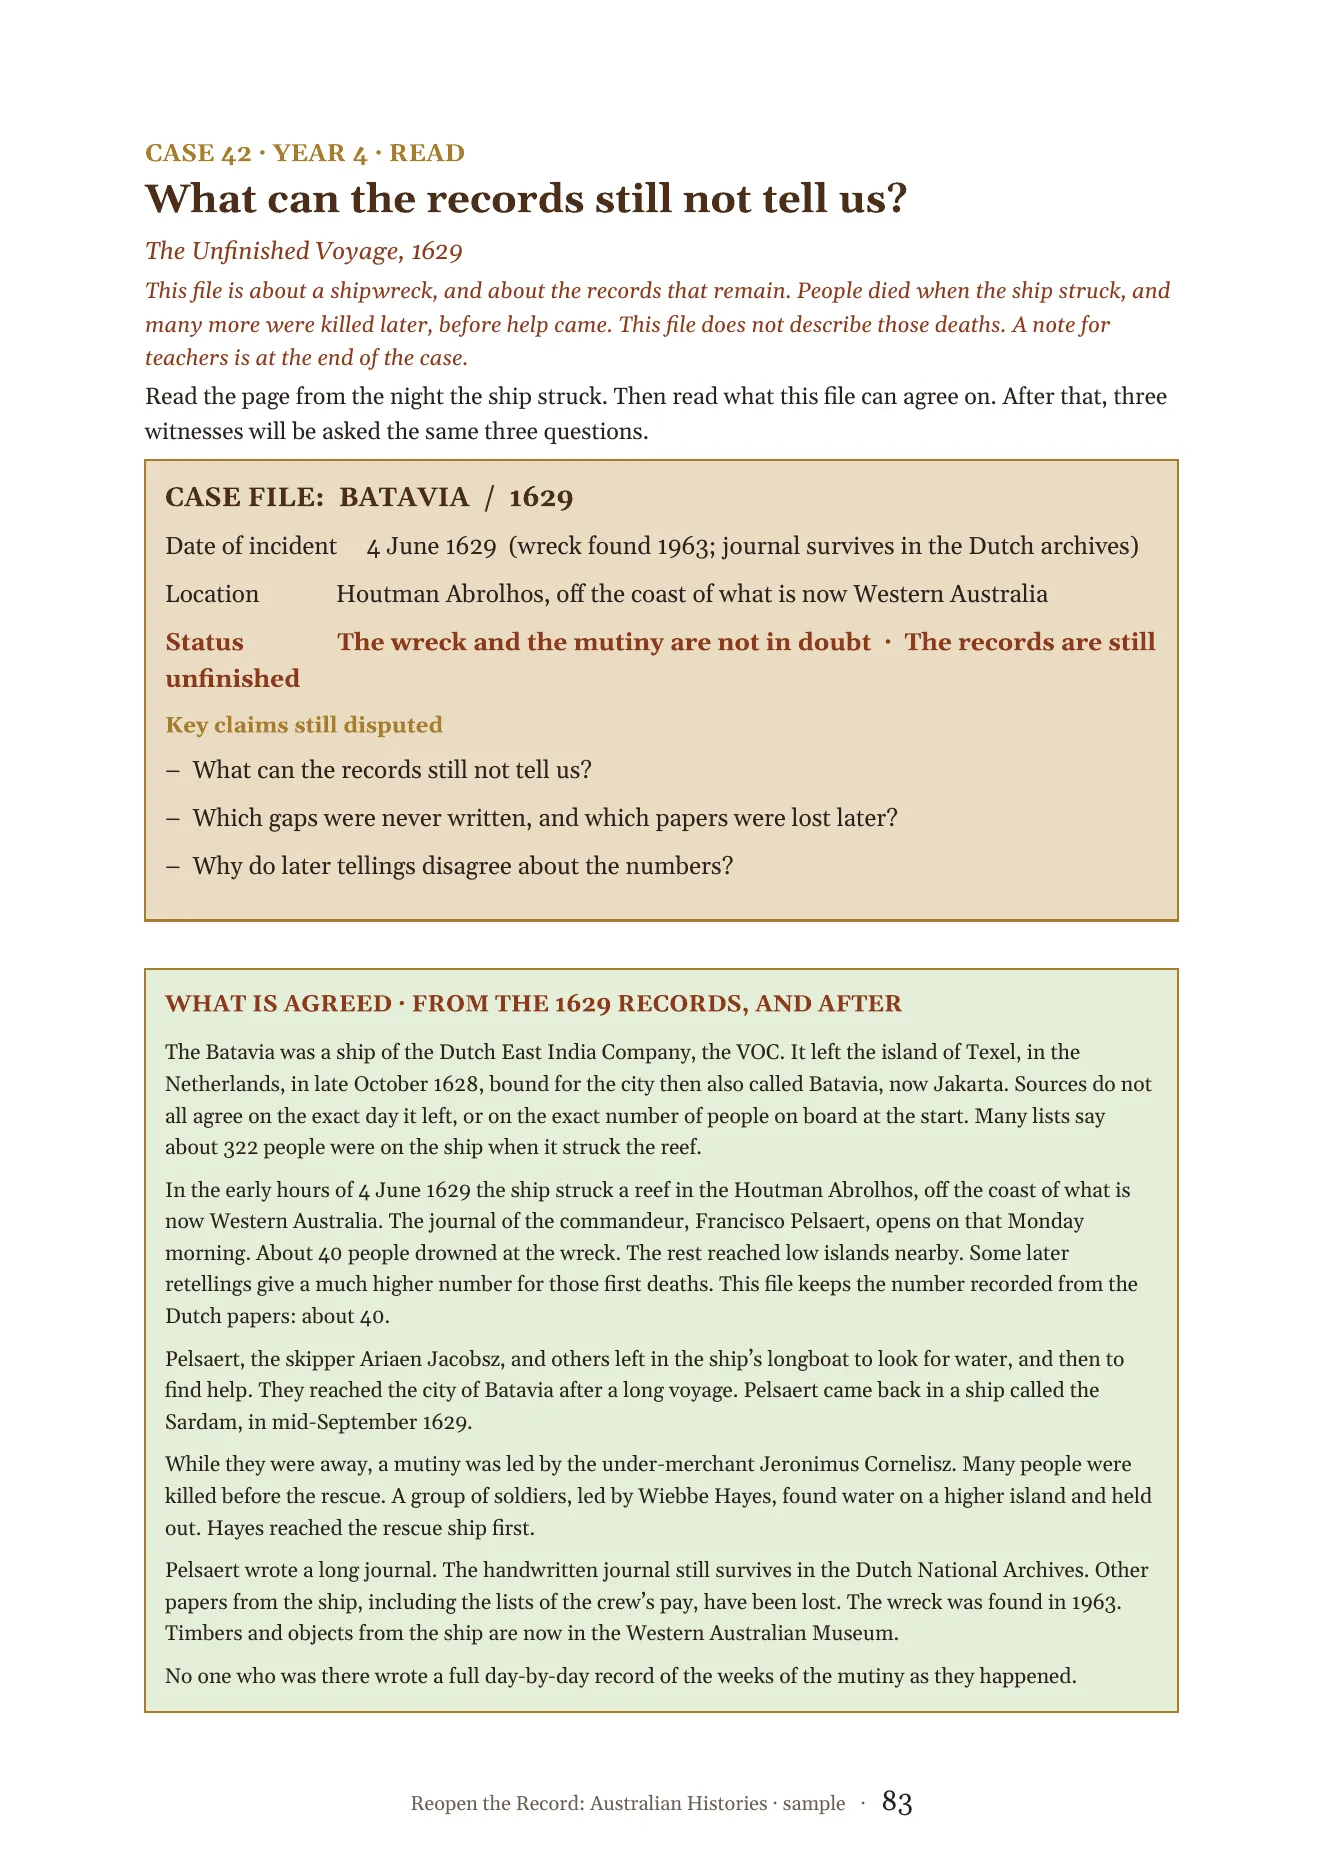 CASE 42 · YEAR 4 · READ
What can the records still not tell us?
The Unfinished Voyage, 1629
This file is about a shipwreck, and about the records that remain. People died when the ship struck, and
many more were killed later, before help came. This file does not describe those deaths. A note for
teachers is at the end of the case.
Read the page from the night the ship struck. Then read what this file can agree on. After that, three
witnesses will be asked the same three questions.
CASE FILE: BATAVIA / 1629
Date of incident 4 June 1629 (wreck found 1963; journal survives in the Dutch archives)
Location Houtman Abrolhos, off the coast of what is now Western Australia
Status The wreck and the mutiny are not in doubt · The records are still
unfinished
Key claims still disputed
– What can the records still not tell us?
– Which gaps were never written, and which papers were lost later?
– Why do later tellings disagree about the numbers?
WHAT IS AGREED · FROM THE 1629 RECORDS, AND AFTER
The Batavia was a ship of the Dutch East India Company, the VOC. It left the island of Texel, in the
Netherlands, in late October 1628, bound for the city then also called Batavia, now Jakarta. Sources do not
all agree on the exact day it left, or on the exact number of people on board at the start. Many lists say
about 322 people were on the ship when it struck the reef.
In the early hours of 4 June 1629 the ship struck a reef in the Houtman Abrolhos, off the coast of what is
now Western Australia. The journal of the commandeur, Francisco Pelsaert, opens on that Monday
morning. About 40 people drowned at the wreck. The rest reached low islands nearby. Some later
retellings give a much higher number for those first deaths. This file keeps the number recorded from the
Dutch papers: about 40.
Pelsaert, the skipper Ariaen Jacobsz, and others left in the ship’s longboat to look for water, and then to
find help. They reached the city of Batavia after a long voyage. Pelsaert came back in a ship called the
Sardam, in mid-September 1629.
While they were away, a mutiny was led by the under-merchant Jeronimus Cornelisz. Many people were
killed before the rescue. A group of soldiers, led by Wiebbe Hayes, found water on a higher island and held
out. Hayes reached the rescue ship first.
Pelsaert wrote a long journal. The handwritten journal still survives in the Dutch National Archives. Other
papers from the ship, including the lists of the crew’s pay, have been lost. The wreck was found in 1963.
Timbers and objects from the ship are now in the Western Australian Museum.
No one who was there wrote a full day-by-day record of the weeks of the mutiny as they happened.
Reopen the Record: Australian Histories · sample · 83